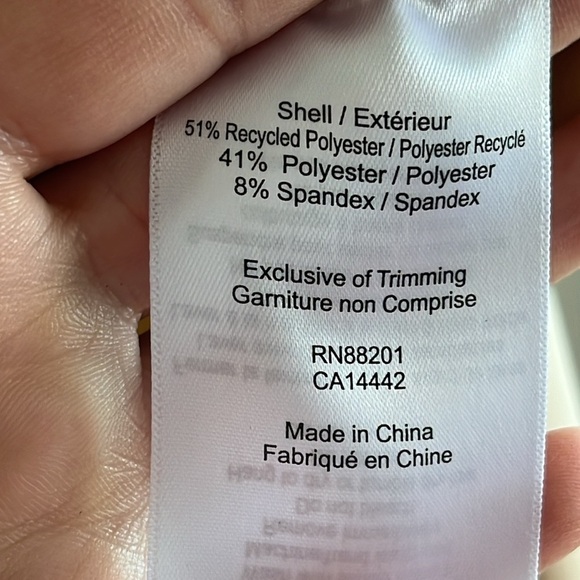 Shell / Extérieur
51% Recycled Polyester / Polyester Recyclé
41% Polyester / Polyester
8% Spandex / Spandex
Exclusive of Trimming
Garniture non Comprise
RN88201
CA14442
Made in China
Fabriqué en Chine